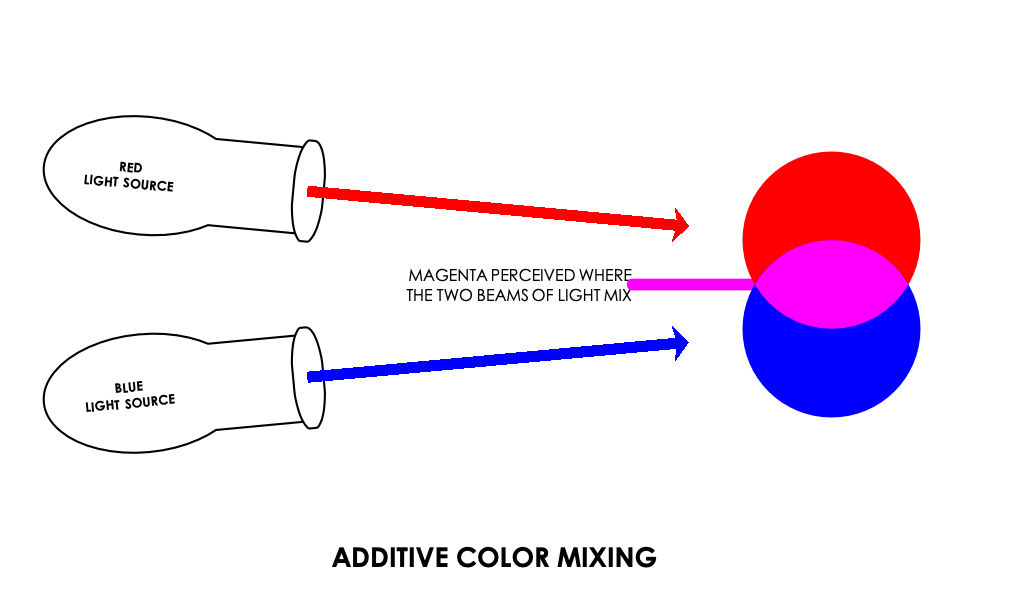 RED
LIGHT SOURCE
MAGENTA PERCEIVED WHERE
THE TWO BEAMS OF LIGHT MIX
BLUE
LIGHT SOURCE
ADDITIVE COLOR MIXING